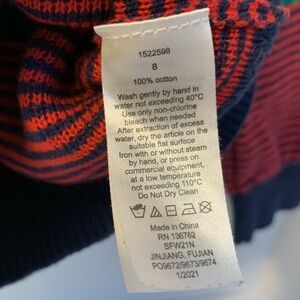 1522598
8
100% cotton
Wash gently by hand in
water not exceeding 40°C
Use only non-chlorine
bleach when needed
After extraction of excess
water, dry the article on the
suitable flat surface
Iron with or without steam
by hand, or press on
commercial equipment,
at a low temperature
not exceeding 110°C
Do Not Dry Clean
Made in China
RN 136762
SFW21N
JINJIANG, FUJIAN
PO9672/9673/9674
1/2021